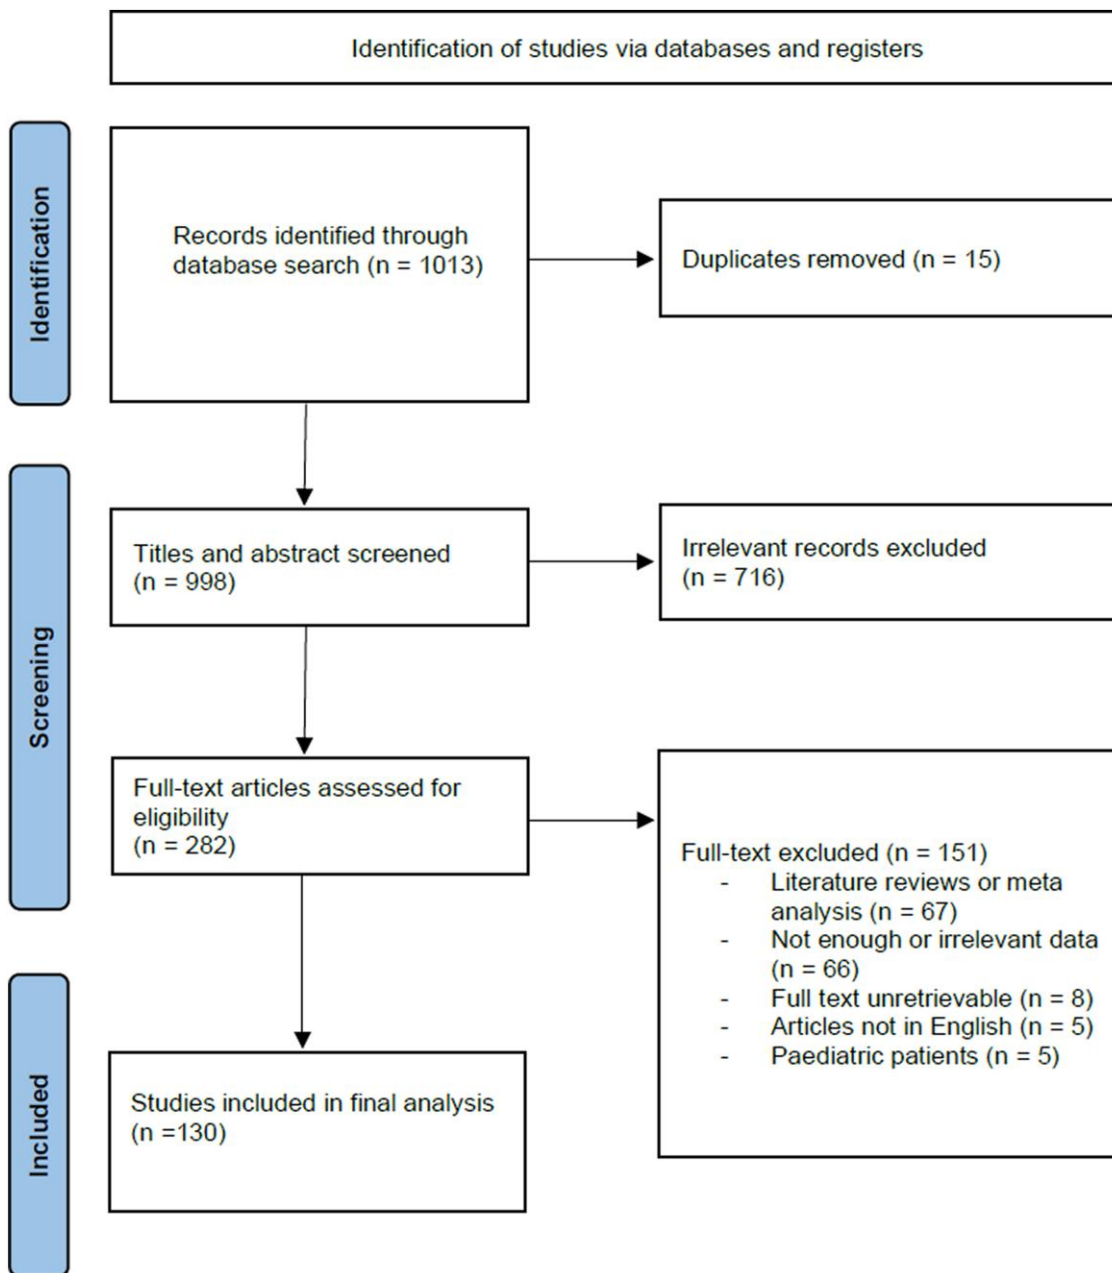 Identification of studies via databases and registers
Identification
Records identified through
database search (n = 1013)
Duplicates removed (n = 15)
Screening
Titles and abstract screened
(n = 998)
Irrelevant records excluded
(n = 716)
Full-text articles assessed for
eligibility
(n = 282)
Full-text excluded (n = 151)
- Literature reviews or meta
analysis (n = 67)
- Not enough or irrelevant data
(n = 66)
- Full text unretrievable (n = 8)
- Articles not in English (n = 5)
- Paediatric patients (n = 5)
Included
Studies included in final analysis
(n =130)